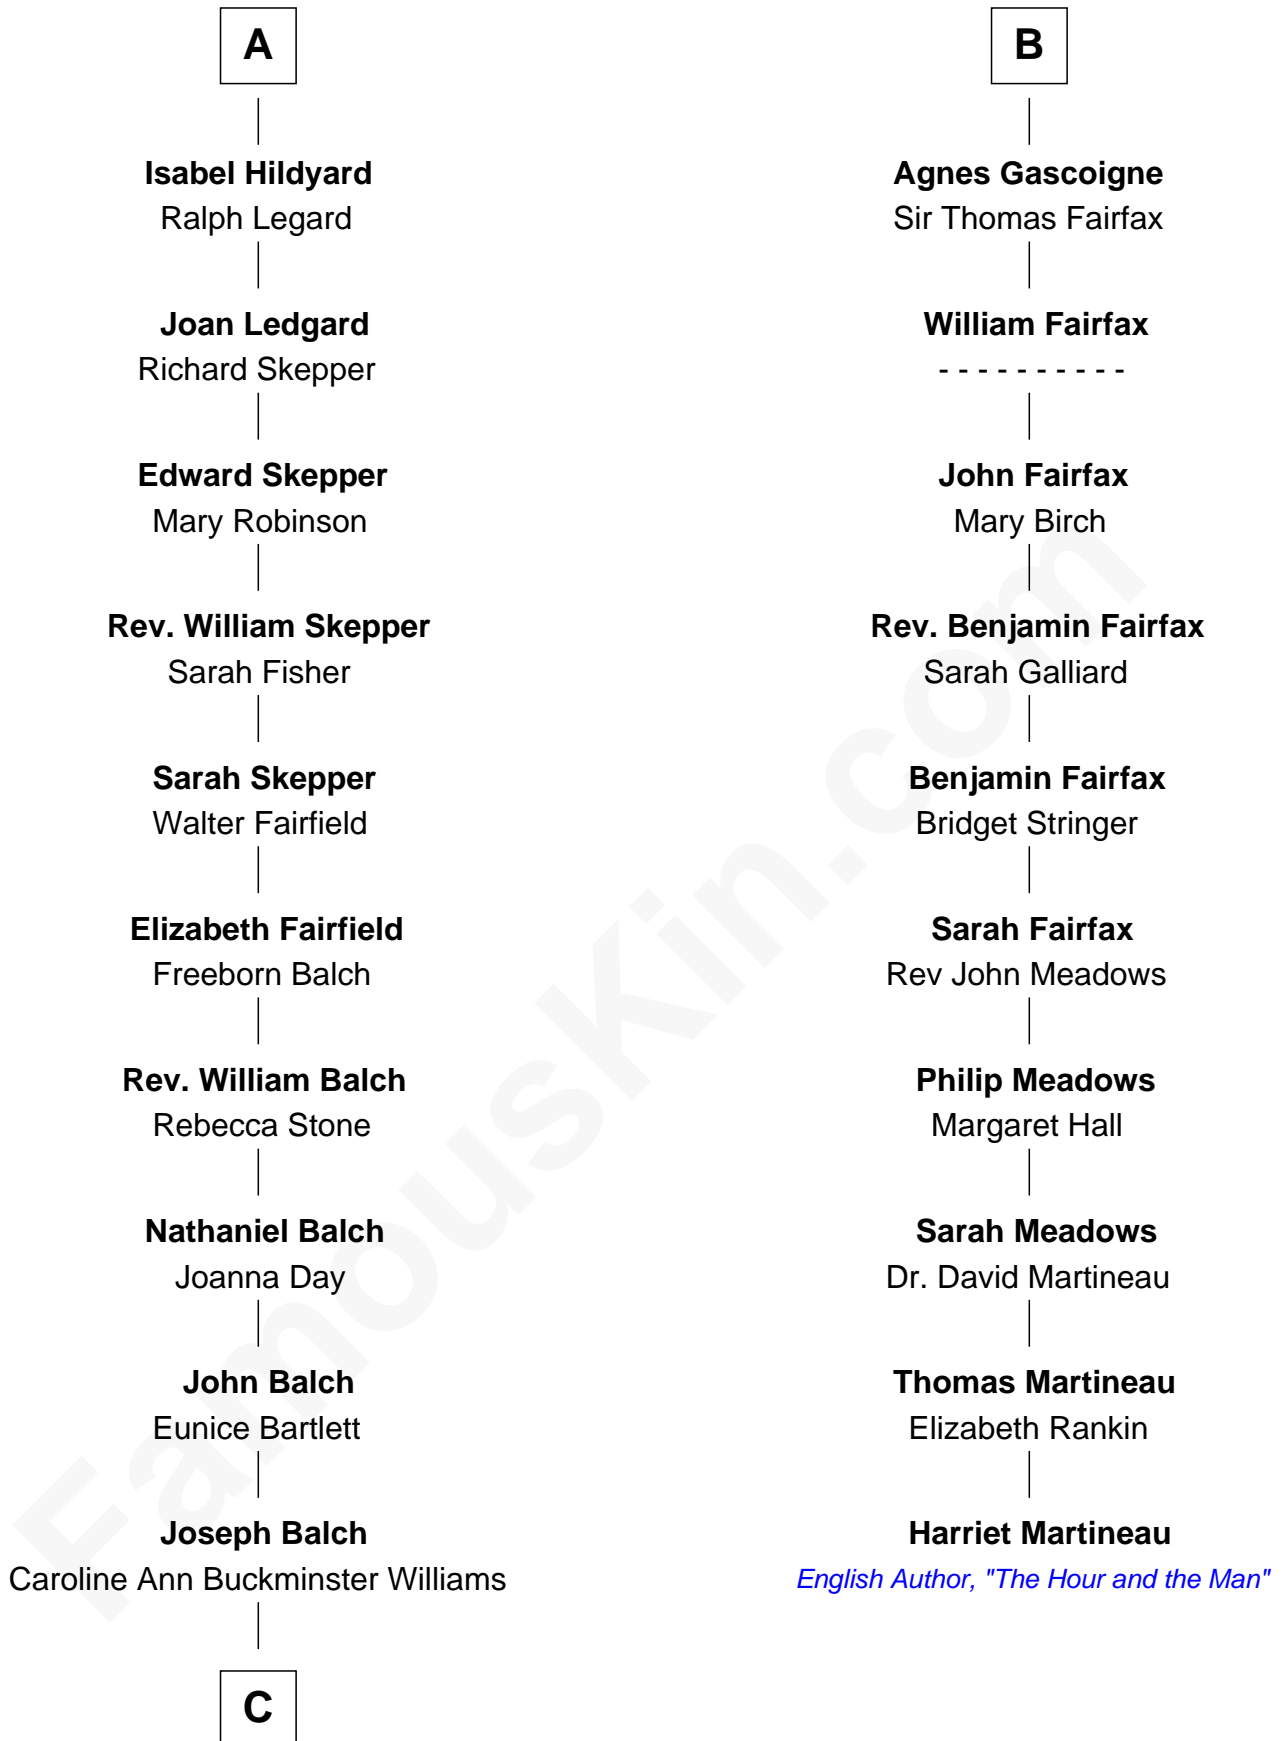 A
Isabel Hildyard
Ralph Legard
Joan Ledgard
Richard Skepper
Edward Skepper
Mary Robinson
Rev. William Skepper
Sarah Fisher
Sarah Skepper
Walter Fairfield
Elizabeth Fairfield
Freeborn Balch
Rev. William Balch
Rebecca Stone
Nathaniel Balch
Joanna Day
John Balch
Eunice Bartlett
Joseph Balch
Caroline Ann Buckminster Williams
C
B
Agnes Gascoigne
Sir Thomas Fairfax
William Fairfax
- - - - - - - - - -
John Fairfax
Mary Birch
Rev. Benjamin Fairfax
Sarah Galliard
Benjamin Fairfax
Bridget Stringer
Sarah Fairfax
Rev John Meadows
Philip Meadows
Margaret Hall
Sarah Meadows
Dr. David Martineau
Thomas Martineau
Elizabeth Rankin
Harriet Martineau
English Author, "The Hour and the Man"
FamousKin.com